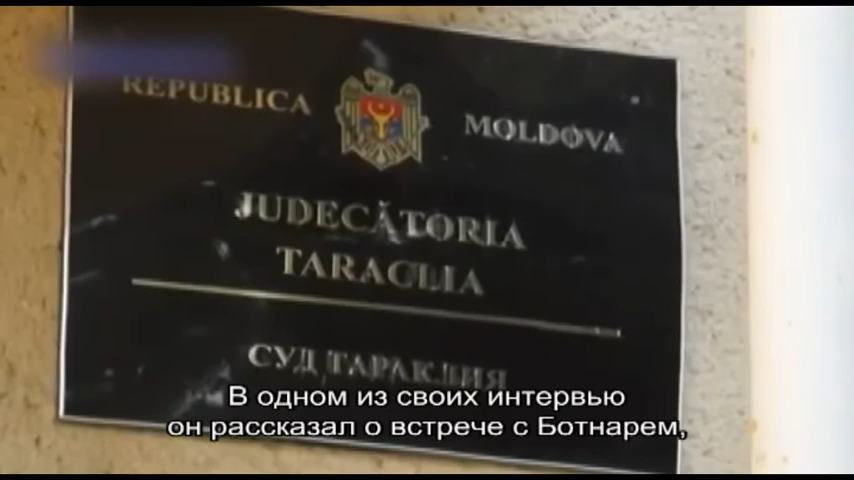 REPUBLICA MOLDOVA
JUDECĂTORIA
TARACLIA
СУД ТАРАКЛИЯ
В одном из своих интервью
он рассказал о встрече с Ботнарем,